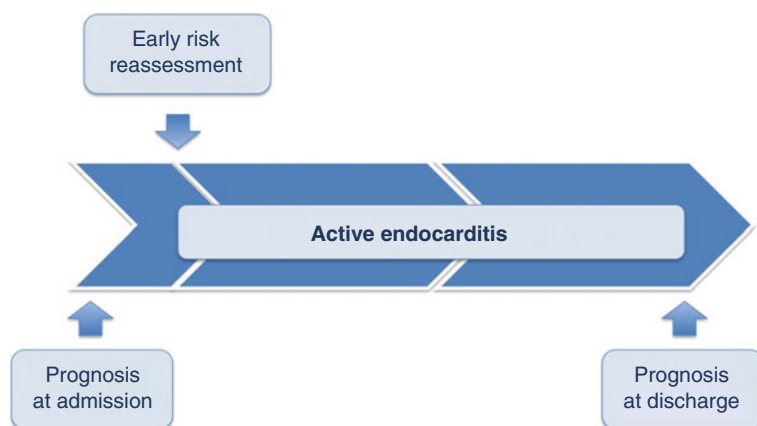 Early risk
reassessment
Active endocarditis
Prognosis
at admission
Prognosis
at discharge